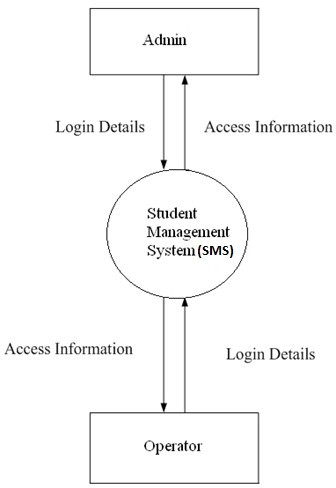 Admin
Login Details
Access Information
Student
Management
System(SMS)
Access Information
Login Details
Operator